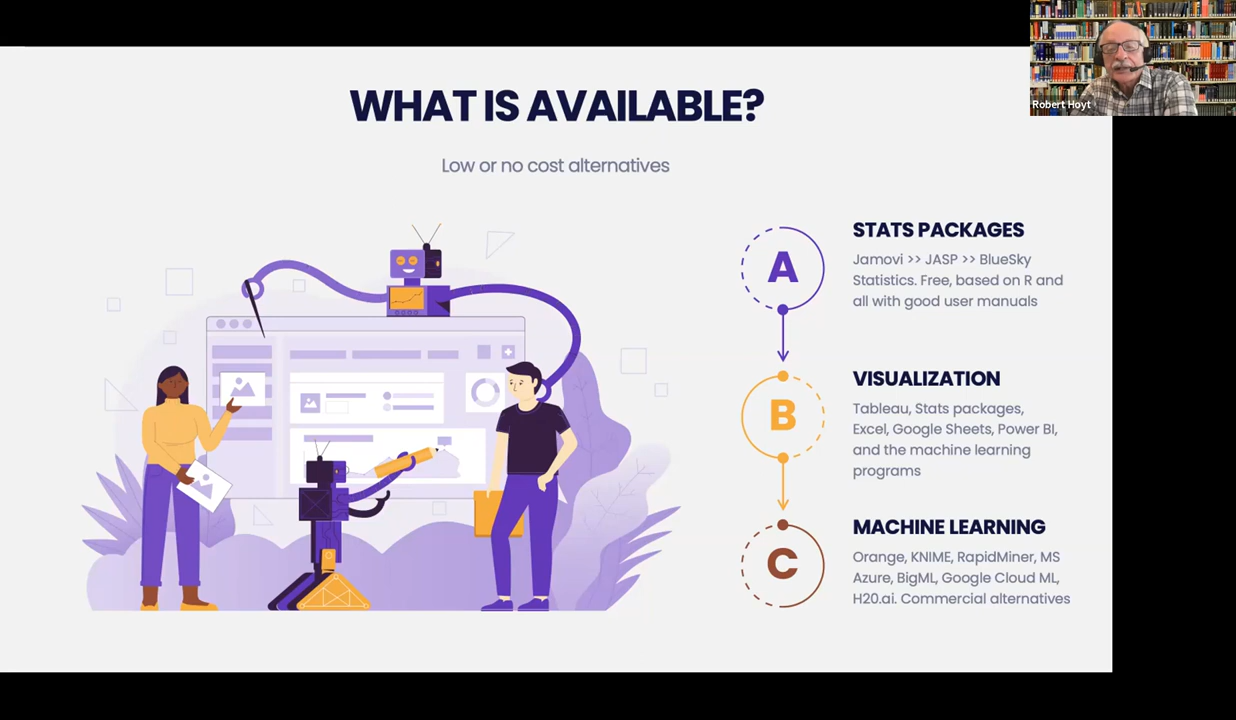 WHAT IS AVAILABLE?
Low or no cost alternatives
Robert Hoyt
A
STATS PACKAGES
Jamovi >> JASP >> BlueSky
Statistics. Free, based on R and
all with good user manuals
B
VISUALIZATION
Tableau, Stats packages,
Excel, Google Sheets, Power BI,
and the machine learning
programs
C
MACHINE LEARNING
Orange, KNIME, RapidMiner, MS
Azure, BigML, Google Cloud ML,
H20.ai. Commercial alternatives